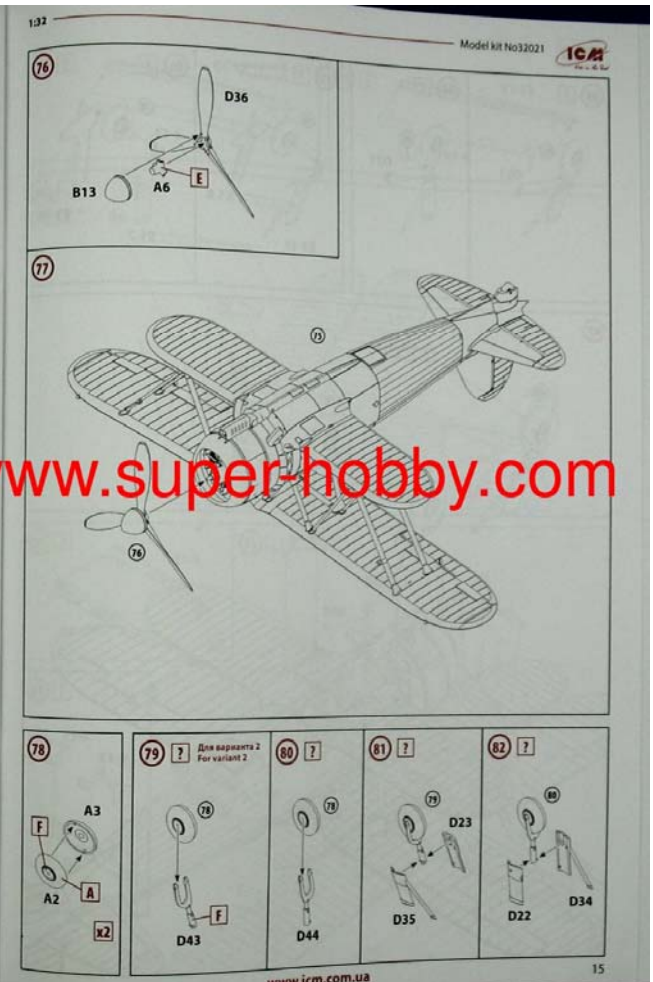 1:32
Model kit No32021
ICM
76
D36
B13
A6
E
77
75
www.super-hobby.com
76
78
A3
F
A
A2
x2
79 ? Для варианта 2
For variant 2
78
F
D43
80 ?
78
D44
81 ?
79
D23
D35
82 ?
80
D22
D34
www.icm.com.ua
15